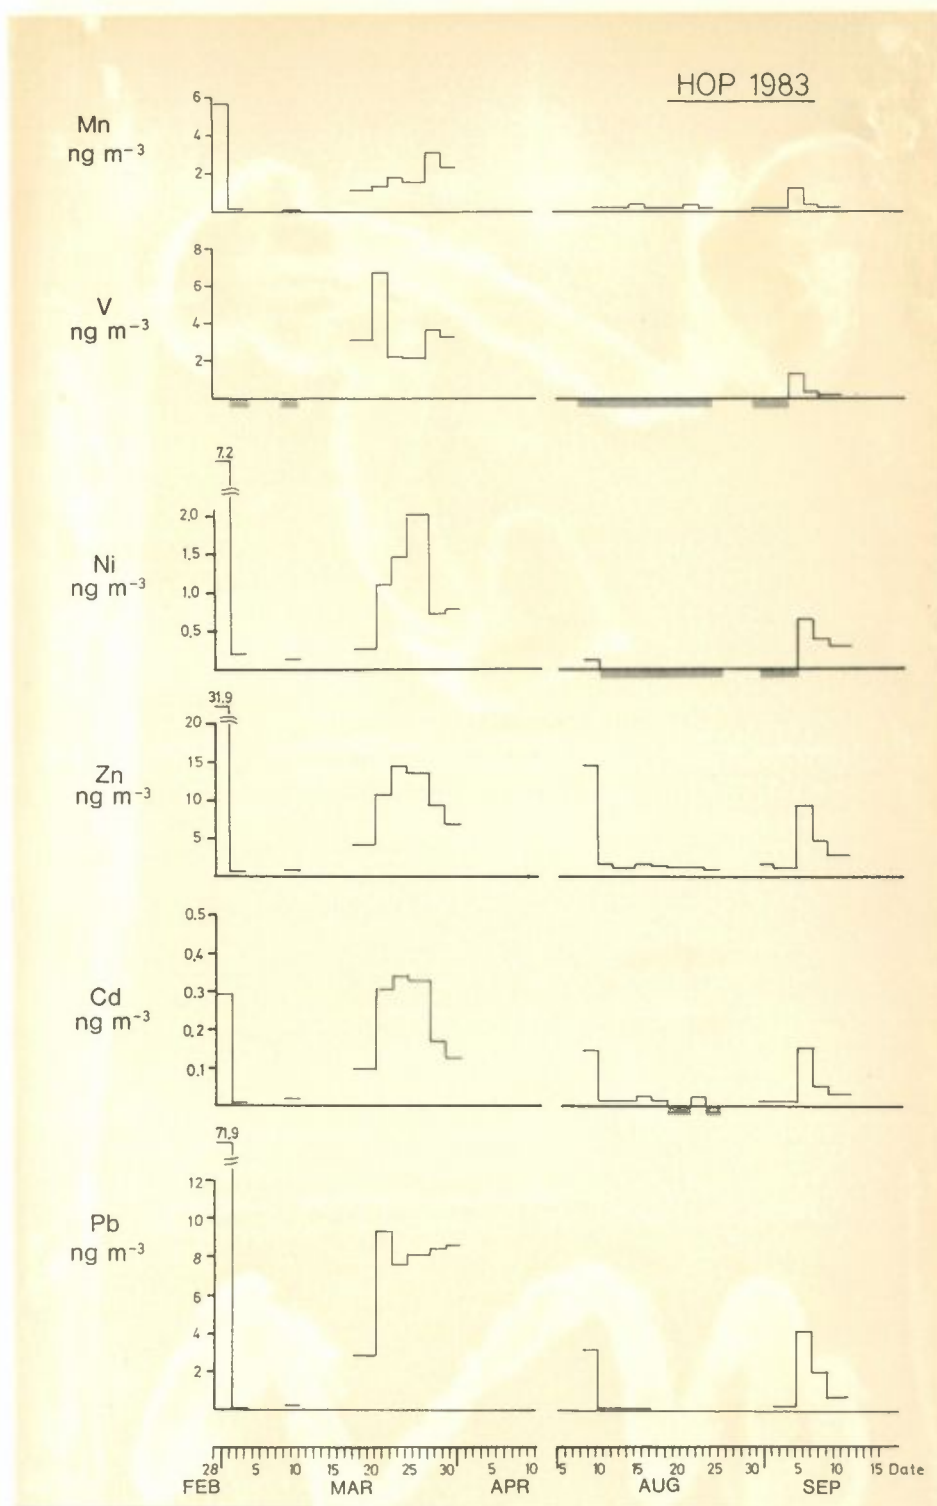 HOP 1983
Mn
ng m⁻³
6
4
2
V
ng m⁻³
8
6
4
2
7.2
Ni
ng m⁻³
2,0
1,5
1,0
0,5
31.9
Zn
ng m⁻³
20
15
10
5
Cd
ng m⁻³
0.5
0.4
0.3
0.2
0.1
71.9
Pb
ng m⁻³
12
10
8
6
4
2
28 5 10 15 20 25 30 5 10 5 10 15 20 25 30 5 10 15 Date
FEB MAR APR AUG SEP